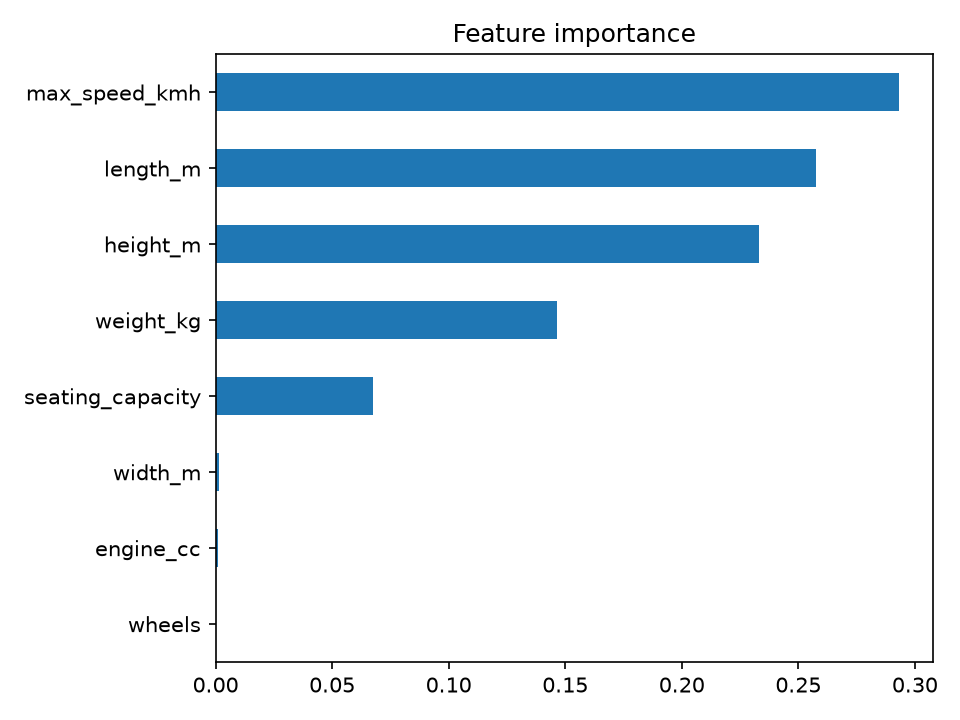 Feature importance
max_speed_kmh
length_m
height_m
weight_kg
seating_capacity
width_m
engine_cc
wheels
0.00 0.05 0.10 0.15 0.20 0.25 0.30